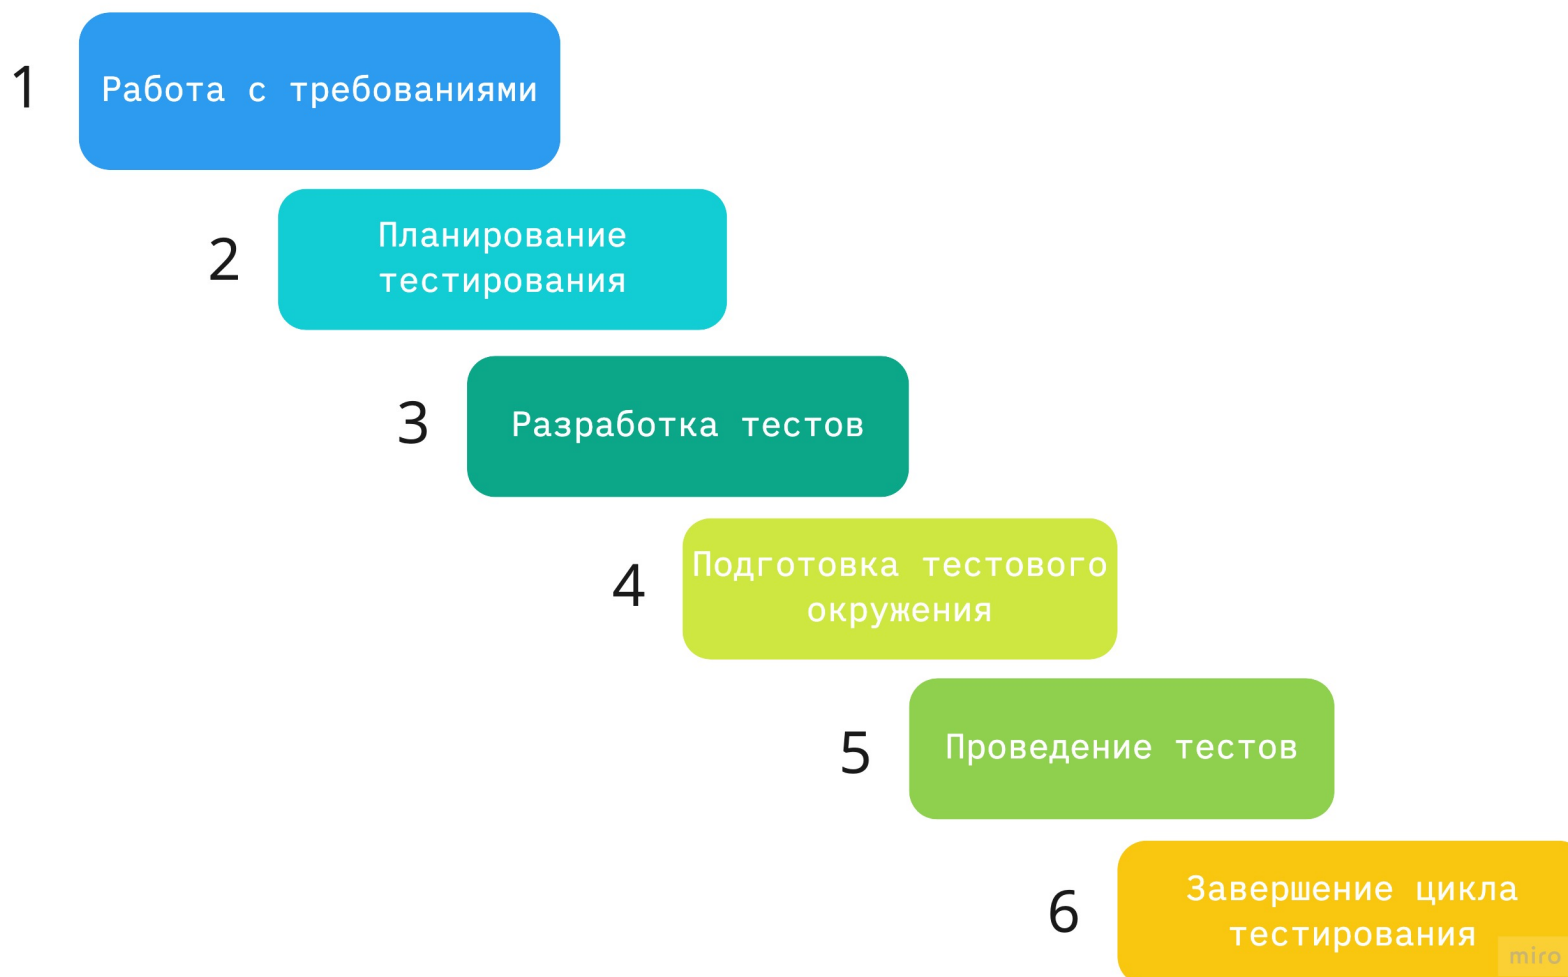 1
Работа с требованиями
2
Планирование
тестирования
3
Разработка тестов
4
Подготовка тестового
окружения
5
Проведение тестов
6
Завершение цикла
тестирования
miro